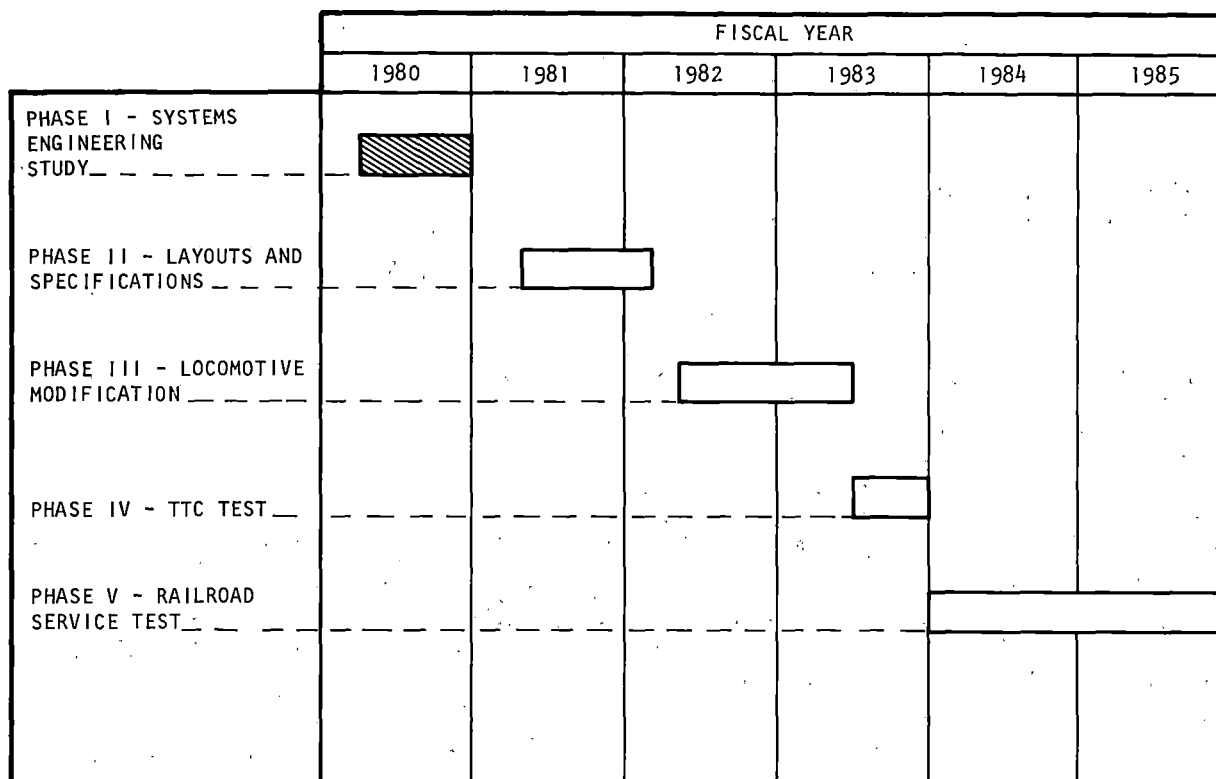 FISCAL YEAR
1980 1981 1982 1983 1984 1985
PHASE I - SYSTEMS
ENGINEERING
STUDY
PHASE II - LAYOUTS AND
SPECIFICATIONS
PHASE III - LOCOMOTIVE
MODIFICATION
PHASE IV - TTC TEST
PHASE V - RAILROAD
SERVICE TEST